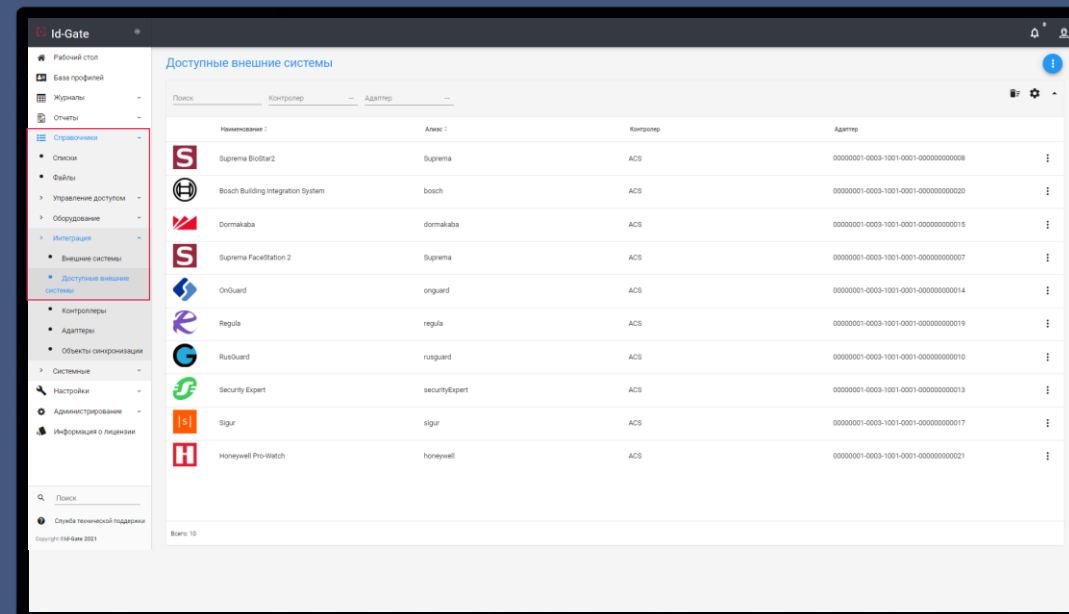 Id-Gate
Рабочий стол
База профилей
Журналы
Отчеты
Справочники
Списки
Файлы
Управление доступом
Оборудование
Интеграция
Внешние системы
Доступные внешние
системы
Контроллеры
Адаптеры
Объекты синхронизации
Системные
Настройки
Администрирование
Информация о лицензии
Поиск
Служба технической поддержки
Copyright ©Id-Gate 2021
Доступные внешние системы
Поиск Контролер -- Адаптер --
Наименование Алиас Контролер Адаптер
S Suprema BioStar2 Suprema ACS 00000001-0003-1001-0001-000000000008
Bosch Building Integration System bosch ACS 00000001-0003-1001-0001-000000000020
Dormakaba dormakaba ACS 00000001-0003-1001-0001-000000000015
S Suprema FaceStation 2 Suprema ACS 00000001-0003-1001-0001-000000000007
OnGuard onguard ACS 00000001-0003-1001-0001-000000000014
Regula regula ACS 00000001-0003-1001-0001-000000000019
RusGuard rusguard ACS 00000001-0003-1001-0001-000000000010
Security Expert securityExpert ACS 00000001-0003-1001-0001-000000000013
|s| Sigur sigur ACS 00000001-0003-1001-0001-000000000017
H Honeywell Pro-Watch honeywell ACS 00000001-0003-1001-0001-000000000021
Всего: 10